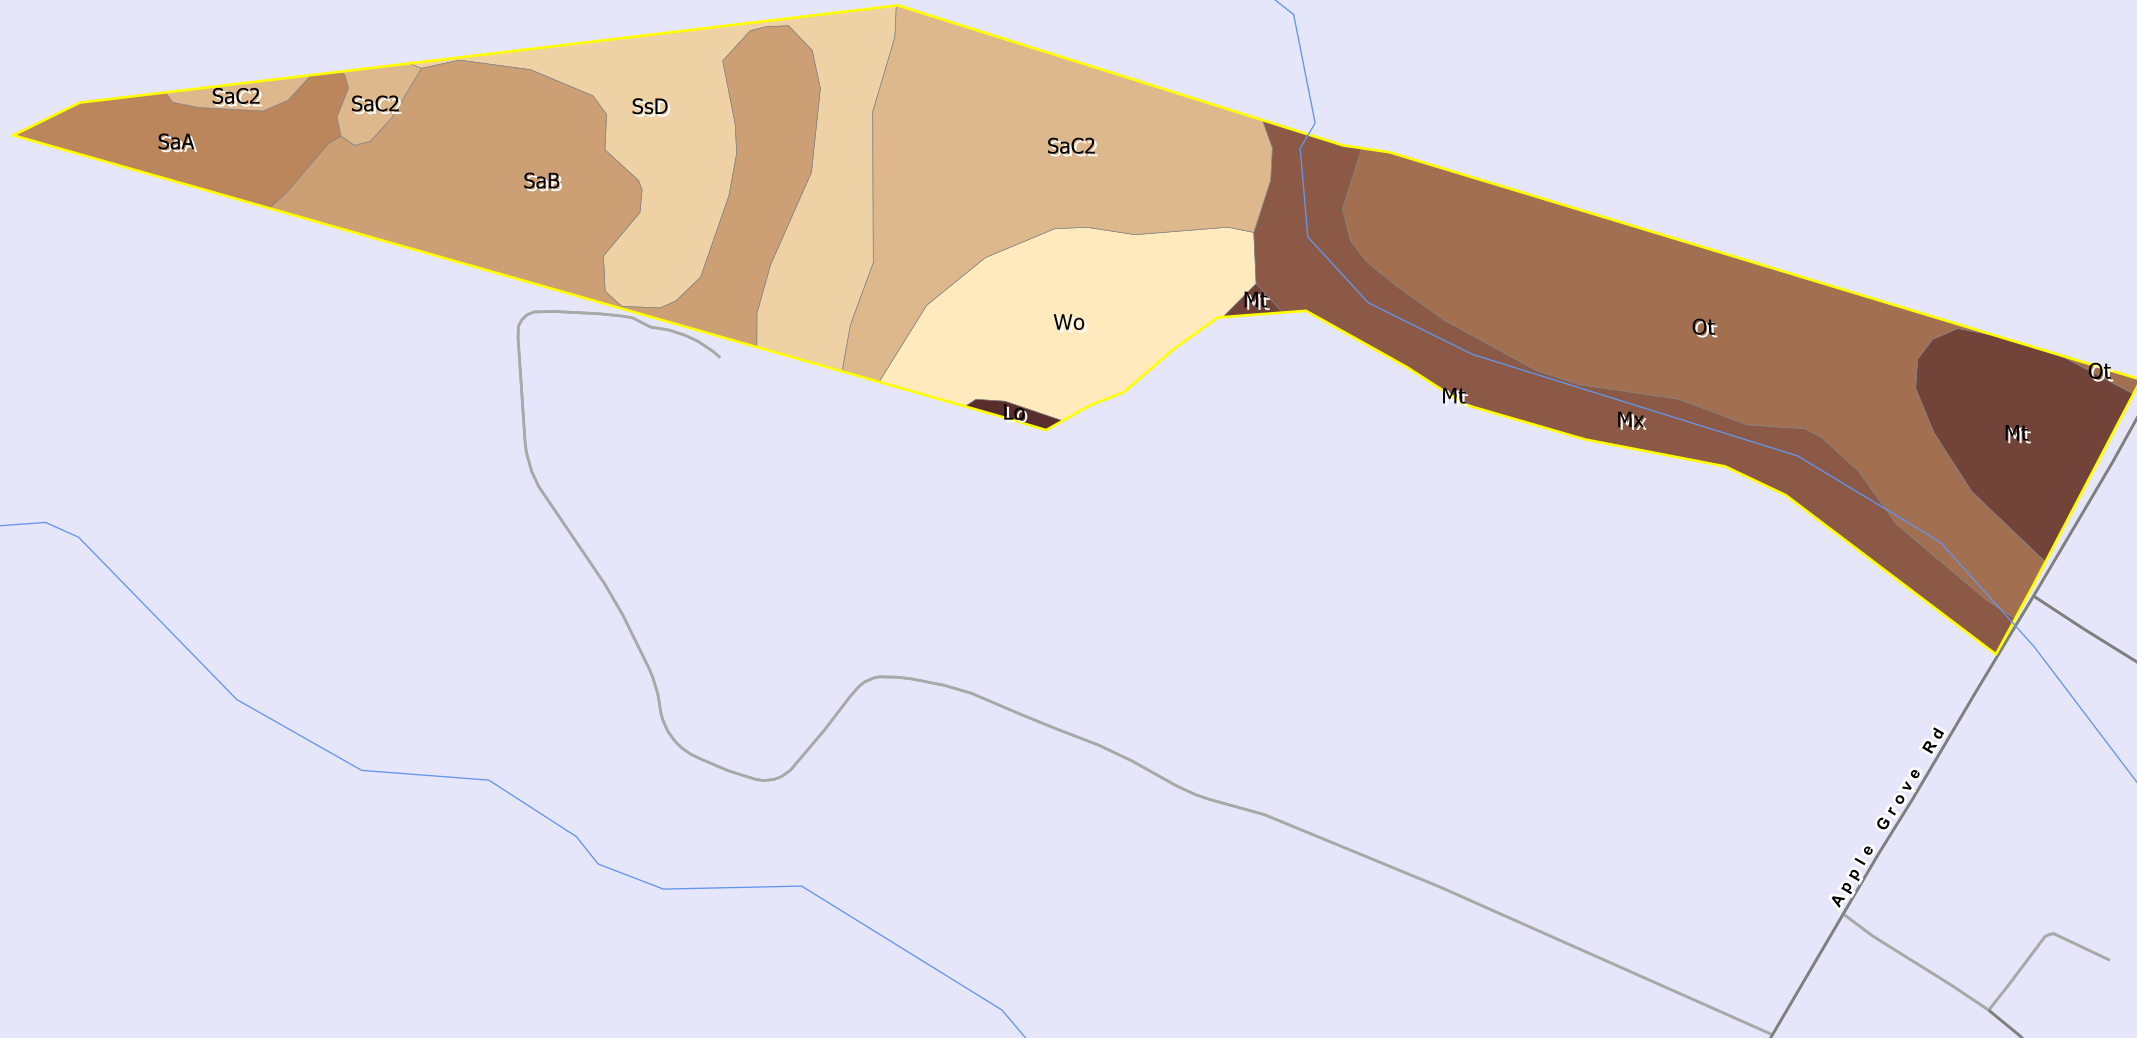 SaC2
SaC2
SsD
SaA
SaC2
SaB
Mt
Wo
Ot
Ot
Mt
Lo
Mx
Mt
Apple Grove Rd